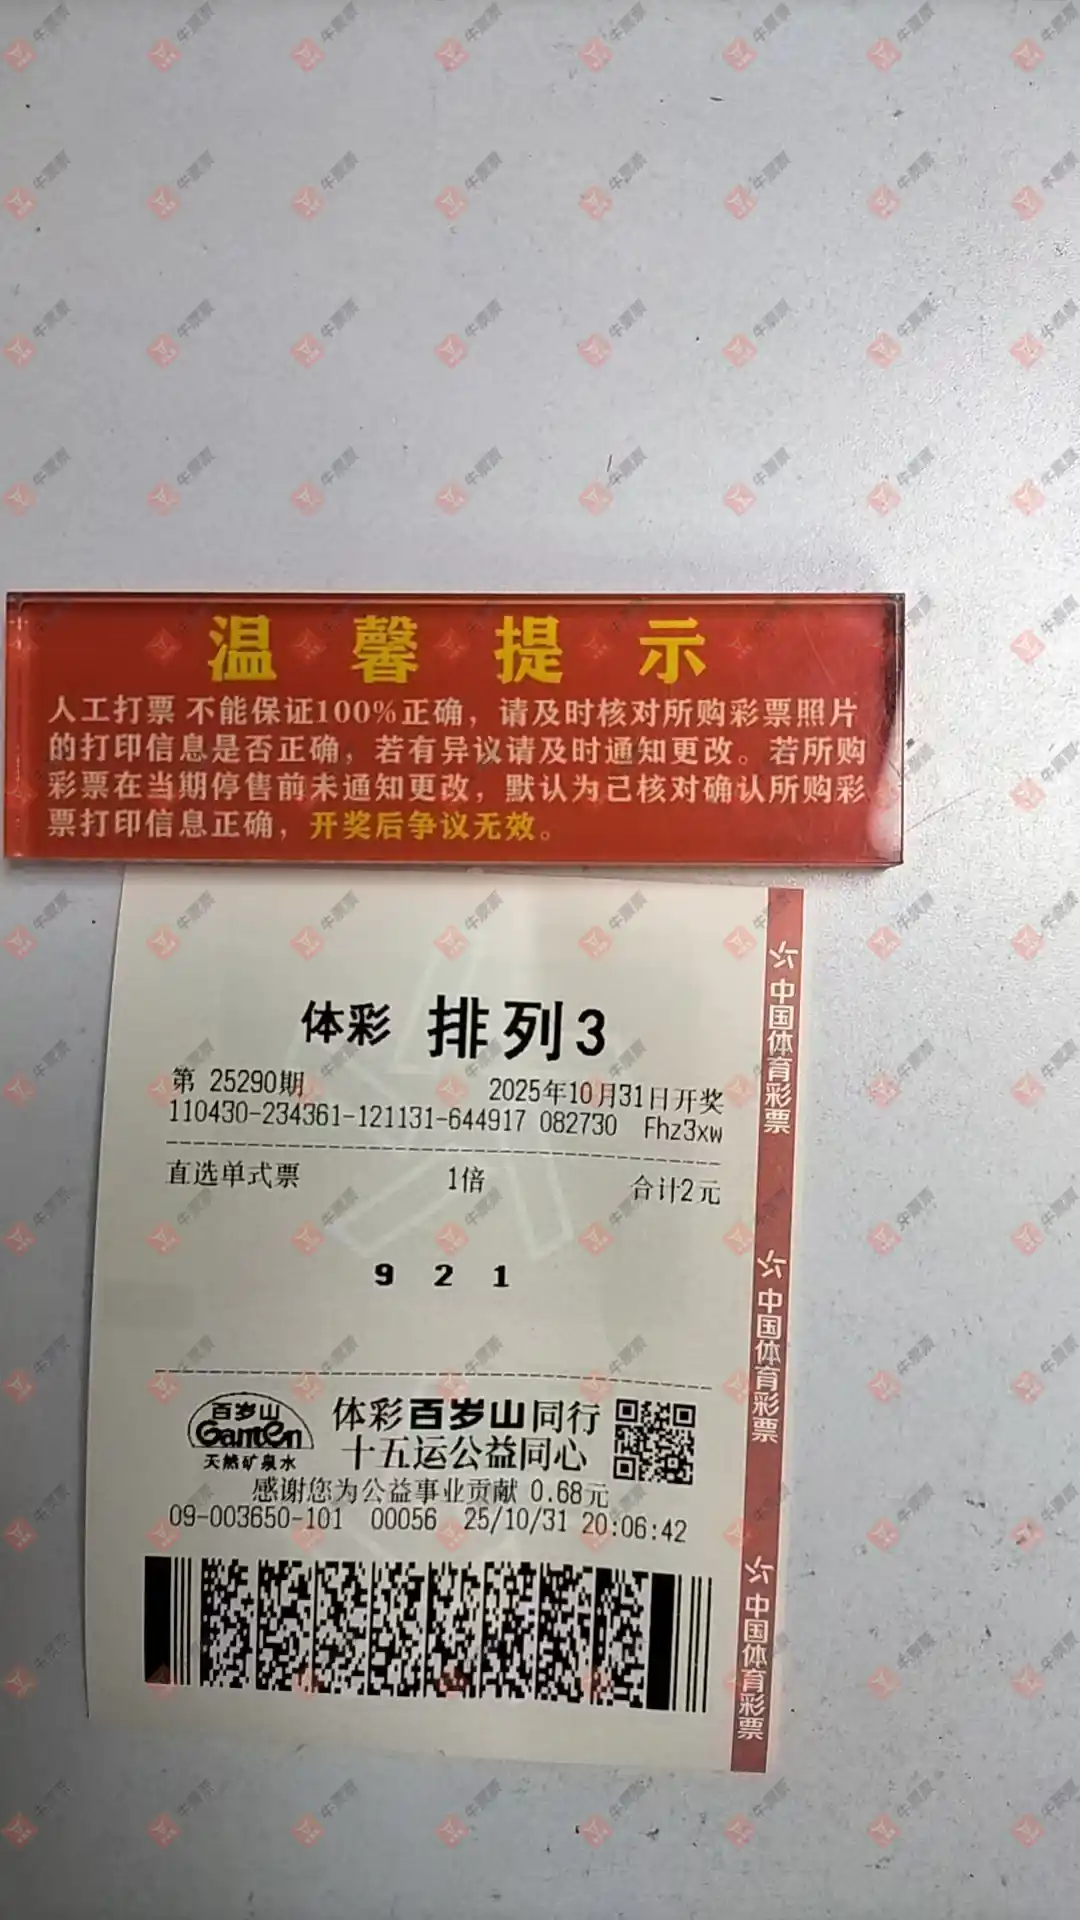 温馨提示
人工打票 不能保证100%正确，请及时核对所购彩票照片
的打印信息是否正确，若有异议请及时通知更改。若所购
彩票在当期停售前未通知更改，默认为己核对确认所购彩
票打印信息正确，开奖后争议无效。
体彩 排列3
第 25290期 2025年10月31日开奖
110430-234361-121131-644917 082730 Fhz3xw
直选单式票 1倍 合计2元
9 2 1
百岁山
Ganten
天然矿泉水
体彩百岁山同行
十五运公益同心
感谢您为公益事业贡献 0.68元
09-003650-101 00056 25/10/31 20:06:42
中国体育彩票
中国体育彩票
中国体育彩票
牛票票